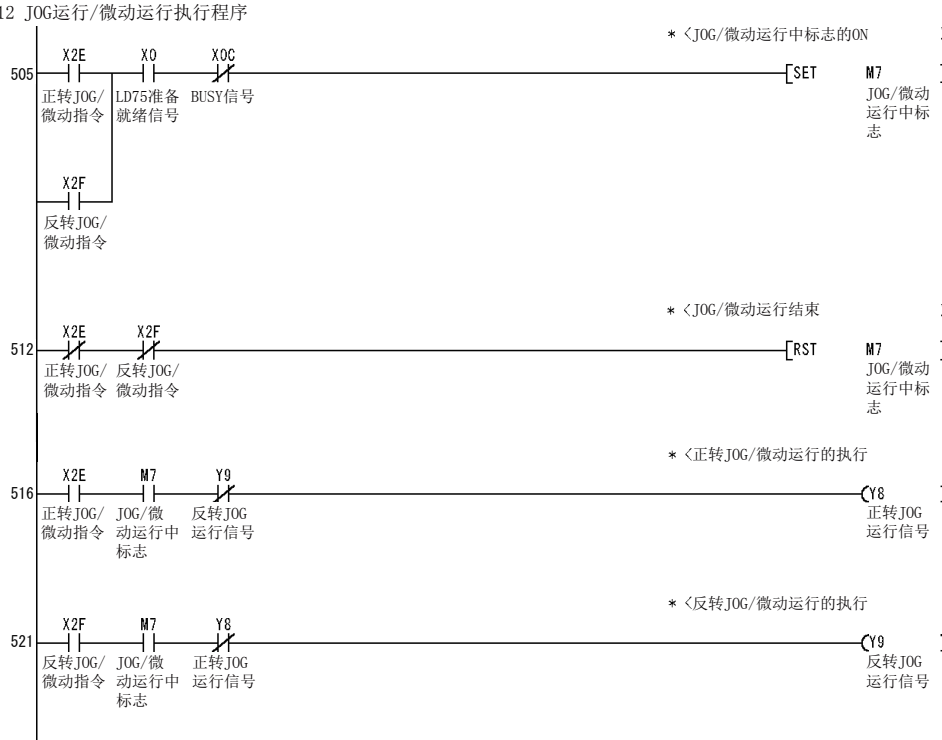 12 JOG运行/微动运行执行程序
* <JOG/微动运行中标志的ON
X2E X0 X0C
505 [SET M7
正转JOG/ LD75准备 BUSY信号 JOG/微动
微动指令 就绪信号 运行中标
志
X2F
反转JOG/
微动指令
* <JOG/微动运行结束
X2E X2F
512 [RST M7
正转JOG/ 反转JOG/ JOG/微动
微动指令 微动指令 运行中标
志
* <正转JOG/微动运行的执行
X2E M7 Y9
516 (Y8
正转JOG/ JOG/微 反转JOG 正转JOG
微动指令 动运行中 运行信号 运行信号
标志
* <反转JOG/微动运行的执行
X2F M7 Y8
521 (Y9
反转JOG/ JOG/微 正转JOG 反转JOG
微动指令 动运行中 运行信号 运行信号
标志